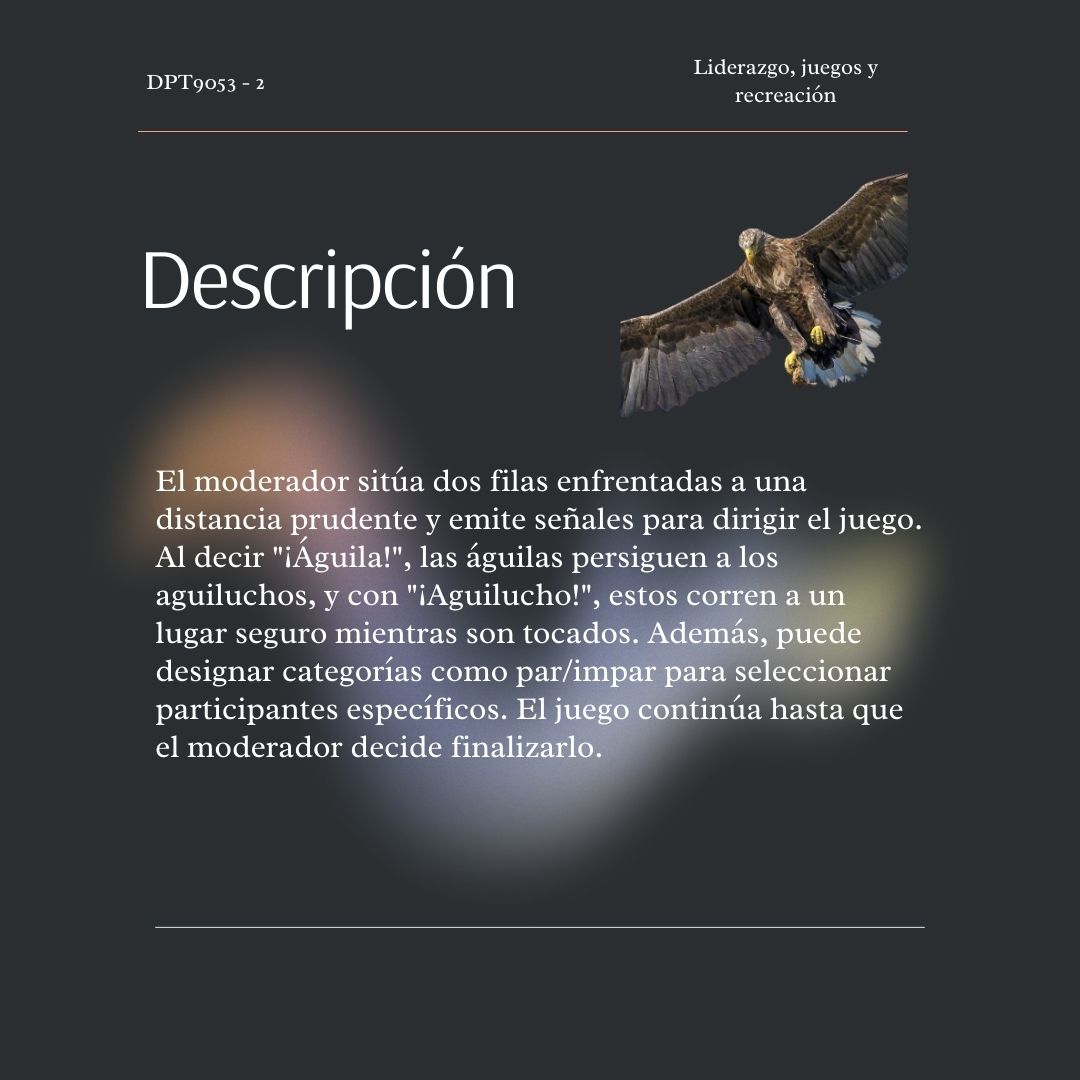 DPT9053 - 2
Liderazgo, juegos y
recreación
Descripción
El moderador sitúa dos filas enfrentadas a una
distancia prudente y emite señales para dirigir el juego.
Al decir "¡Águila!", las águilas persiguen a los
aguiluchos, y con "¡Aguilucho!", estos corren a un
lugar seguro mientras son tocados. Además, puede
designar categorías como par/impar para seleccionar
participantes específicos. El juego continúa hasta que
el moderador decide finalizarlo.